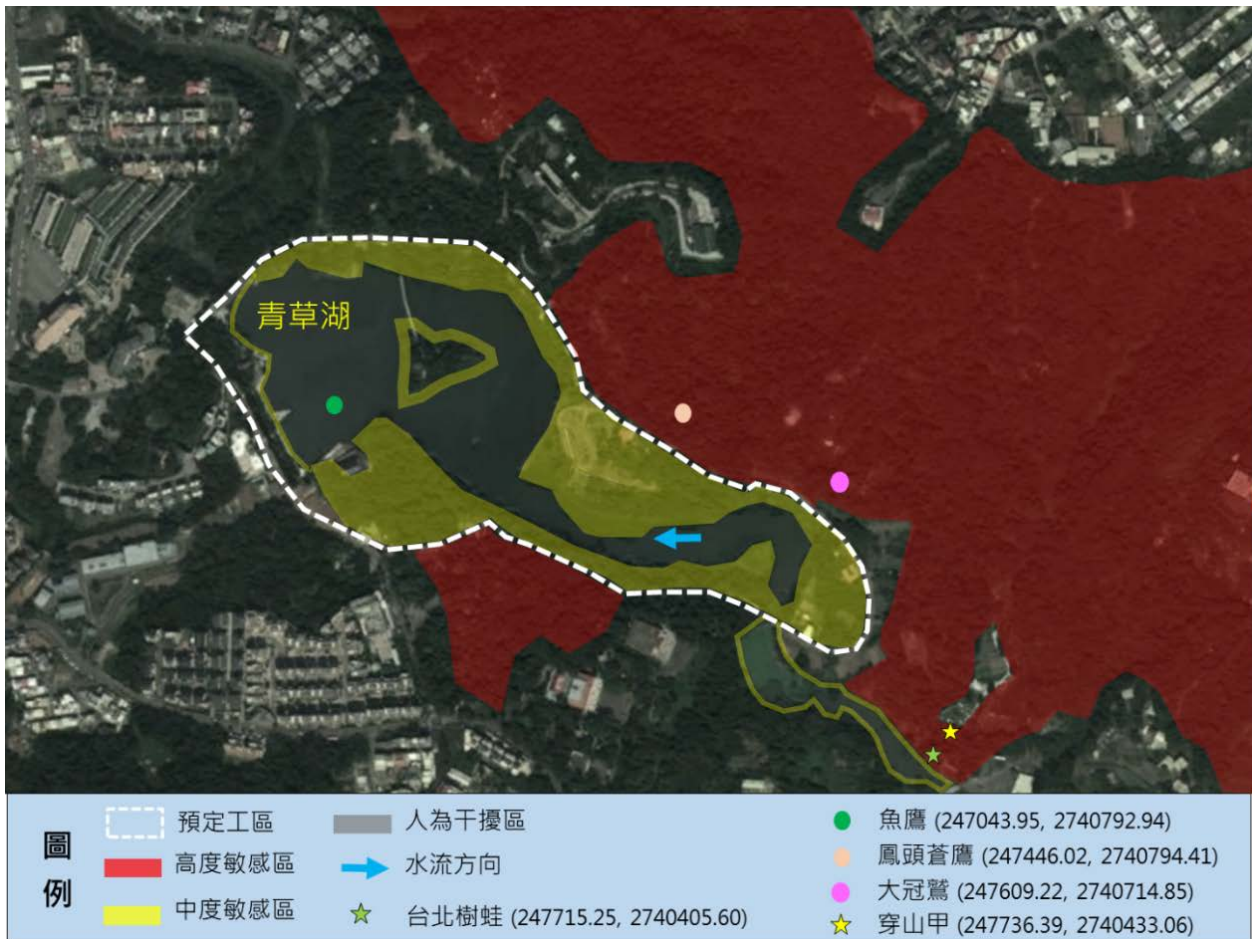 青草湖
圖例
預定工區
人為干擾區
魚鷹 (247043.95, 2740792.94)
高度敏感區
水流方向
鳳頭蒼鷹 (247446.02, 2740794.41)
中度敏感區
台北樹蛙 (247715.25, 2740405.60)
大冠鷲 (247609.22, 2740714.85)
穿山甲 (247736.39, 2740433.06)